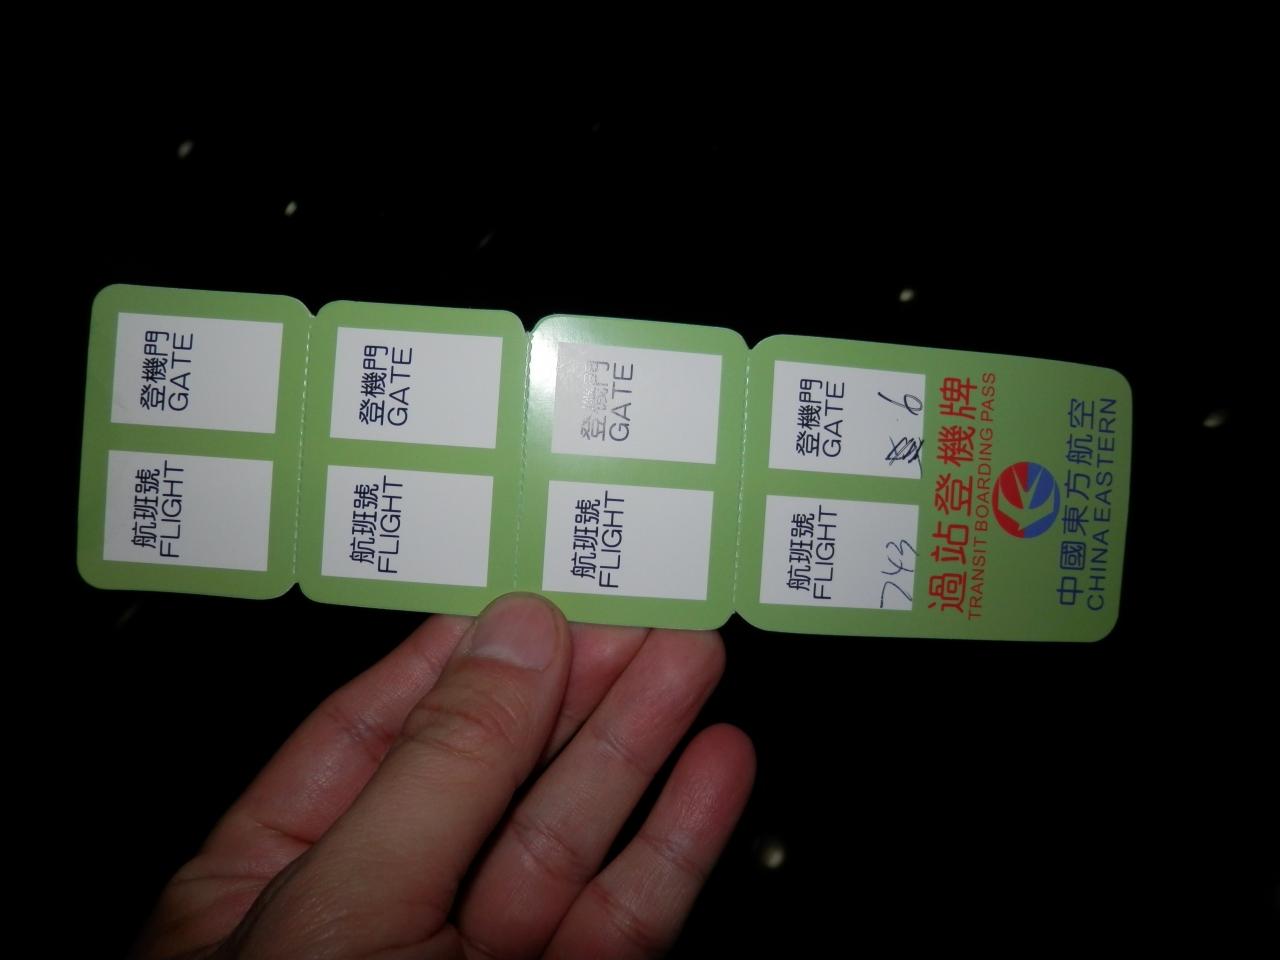 中國東方航空
CHINA EASTERN
過站登機牌
TRANSIT BOARDING PASS
航班號
FLIGHT
743
登機門
GATE
6
航班號
FLIGHT
登機門
GATE
航班號
FLIGHT
登機門
GATE
航班號
FLIGHT
登機門
GATE